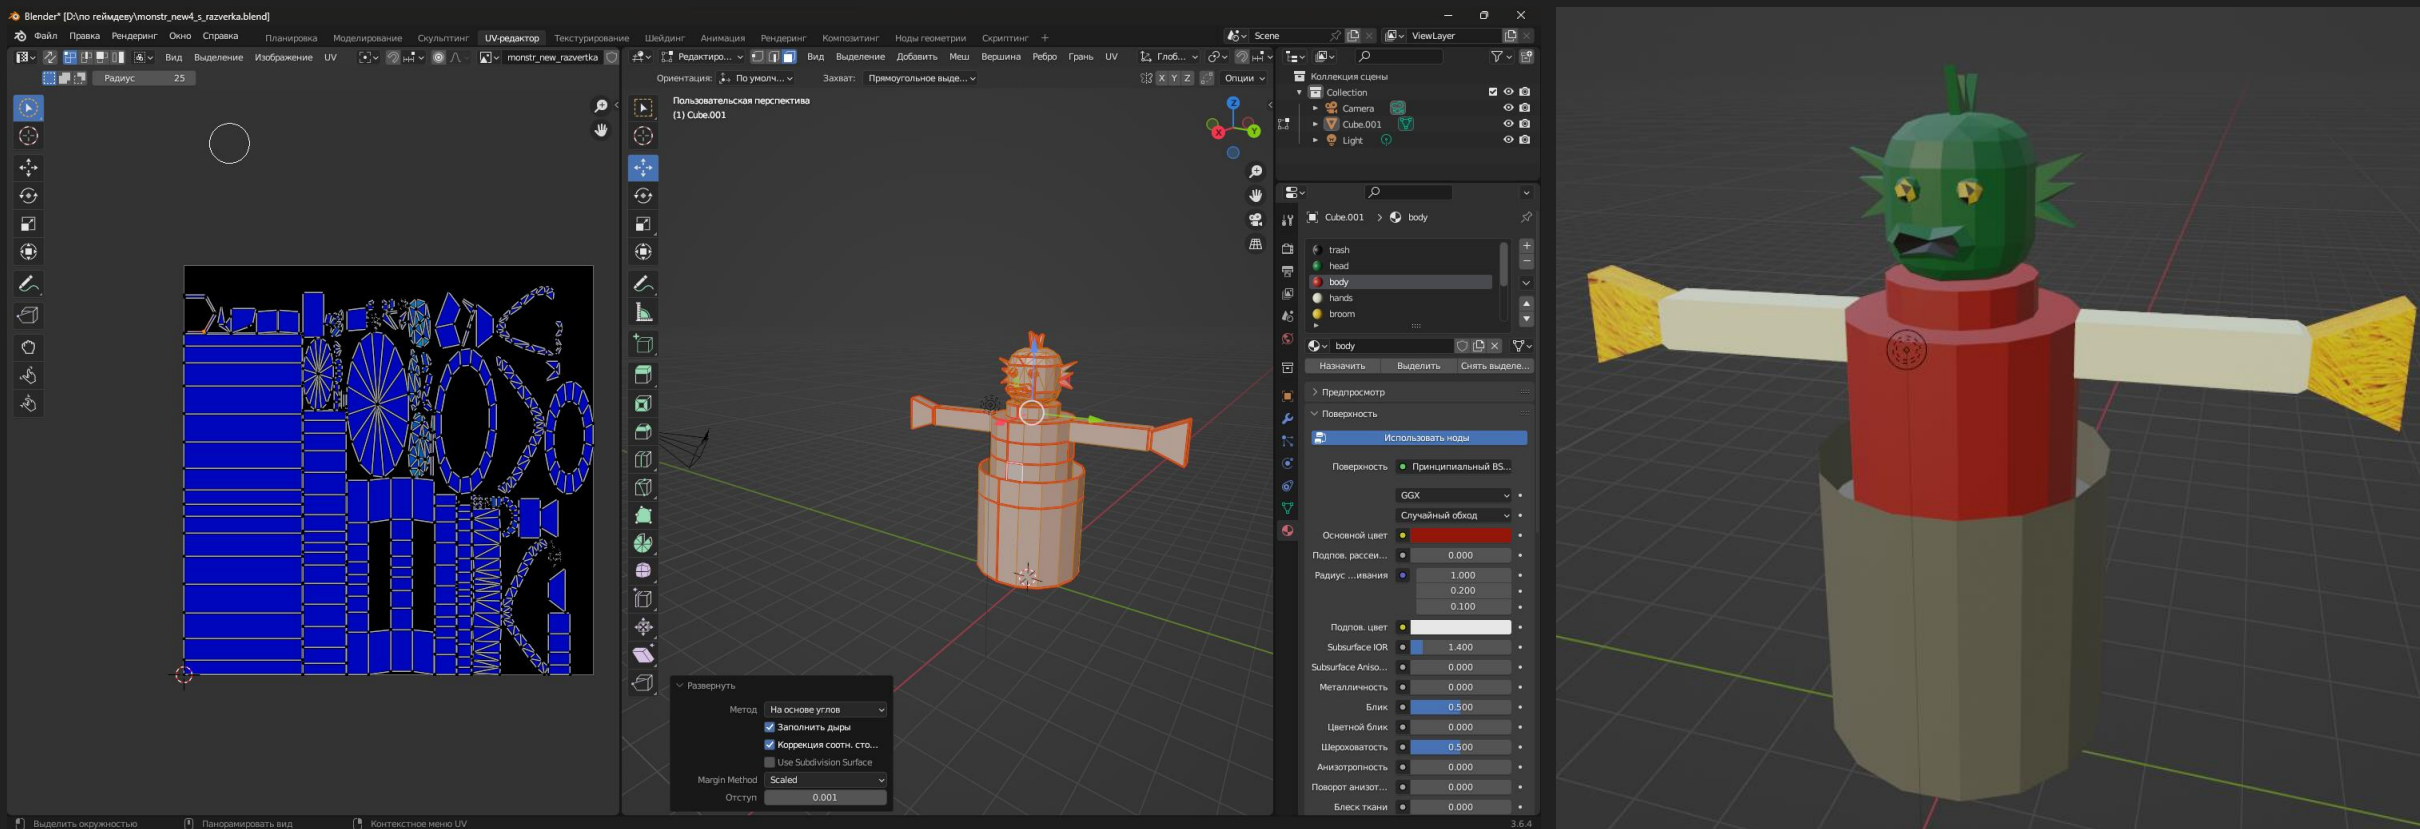 Blender* [D:\по геймдеву\monstr_new4_s_razverka.blend]
Файл Правка Рендеринг Окно Справка Планировка Моделирование Скульптинг UV-редактор Текстурирование Шейдинг Анимация Рендеринг Композитинг Ноды геометрии Скриптинг +
Scene ViewLayer
Вид Выделение Изображение UV monstr_new_razvertka
Редактиро... Вид Выделение Добавить Меш Вершина Ребро Грань UV Глоб...
Радиус 25
Ориентация: По умолч... Захват: Прямоугольное выде... X Y Z Опции
Пользовательская перспектива
(1) Cube.001
Z
X
Y
Коллекция сцены
Collection
Camera
Cube.001
Light
Cube.001 > body
trash
head
body
hands
broom
body
Назначить Выделить Снять выделе...
Предпросмотр
Поверхность
Использовать ноды
Поверхность Принципиальный BS...
GGX
Случайный обход
Основной цвет
Подпов. рассеи... 0.000
Радиус ...ивания 1.000
0.200
0.100
Подпов. цвет
Subsurface IOR 1.400
Subsurface Aniso... 0.000
Металличность 0.000
Блик 0.500
Цветной блик 0.000
Шероховатость 0.500
Анизотропность 0.000
Поворот анизот... 0.000
Блеск ткани 0.000
Развернуть
Метод На основе углов
Заполнить дыры
Коррекция соотн. сто...
Use Subdivision Surface
Margin Method Scaled
Отступ 0.001
Выделить окружностью Панорамировать вид Контекстное меню UV
3.6.4